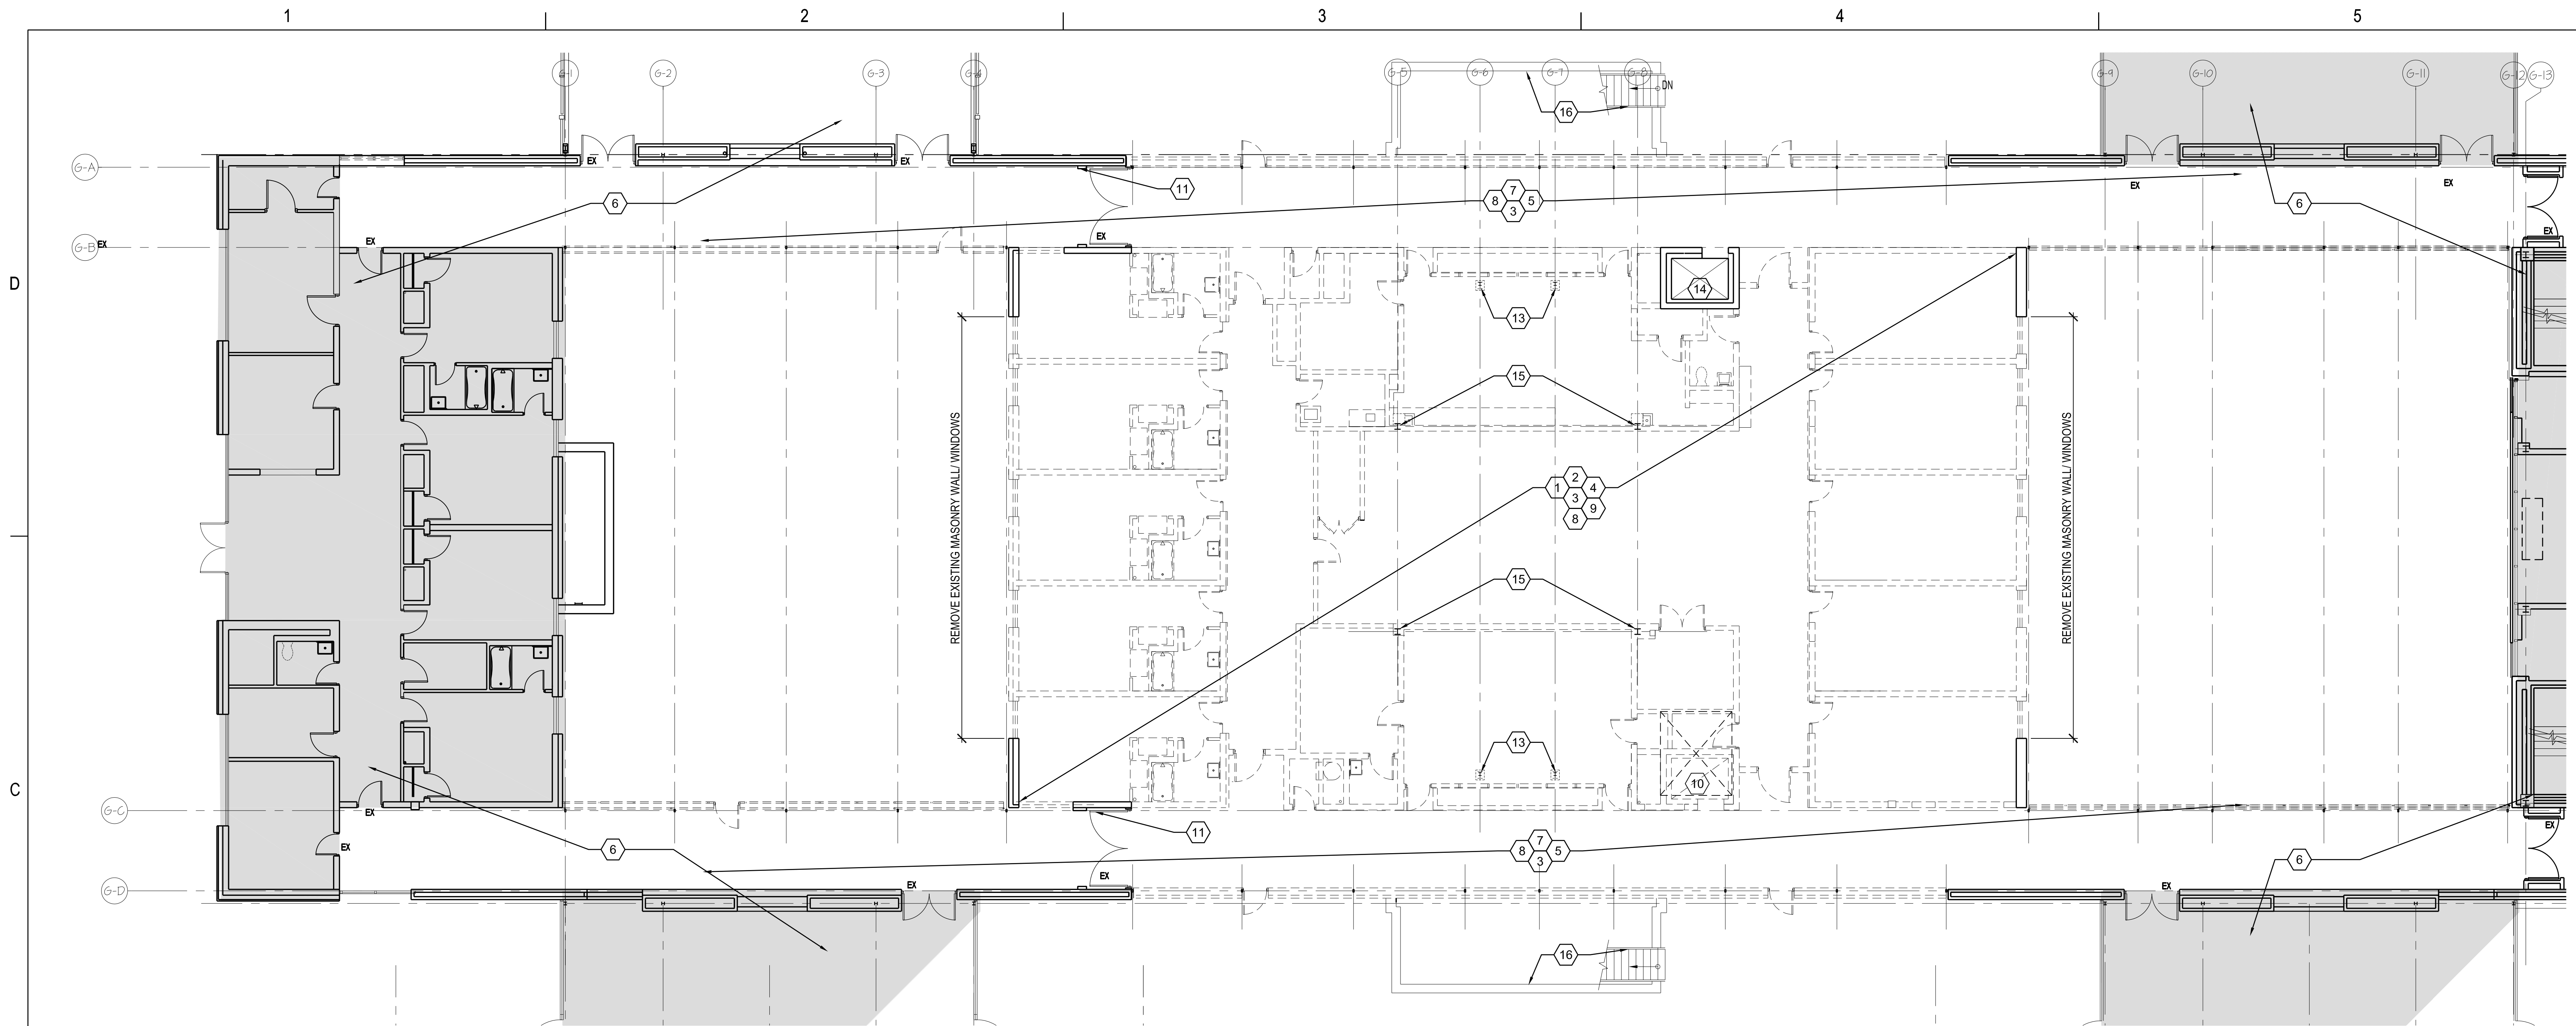 1 2 3 4 5
G-1 G-2 G-3 G-4 G-5 G-6 G-7 G-8 G-9 G-10 G-11 G-12 G-13
DN
16
EX EX
G-A
11
7
8 5
3
EX EX
6
6
G-B EX
EX
EX
EX
D
14
13
15
REMOVE EXISTING MASONRY WALL/ WINDOWS
REMOVE EXISTING MASONRY WALL/ WINDOWS
2
1 4
3
9
8
15
13
10
C
G-C
EX
11
EX
7
8 5
3
EX
6
6
EX
EX
EX
EX
G-D
16